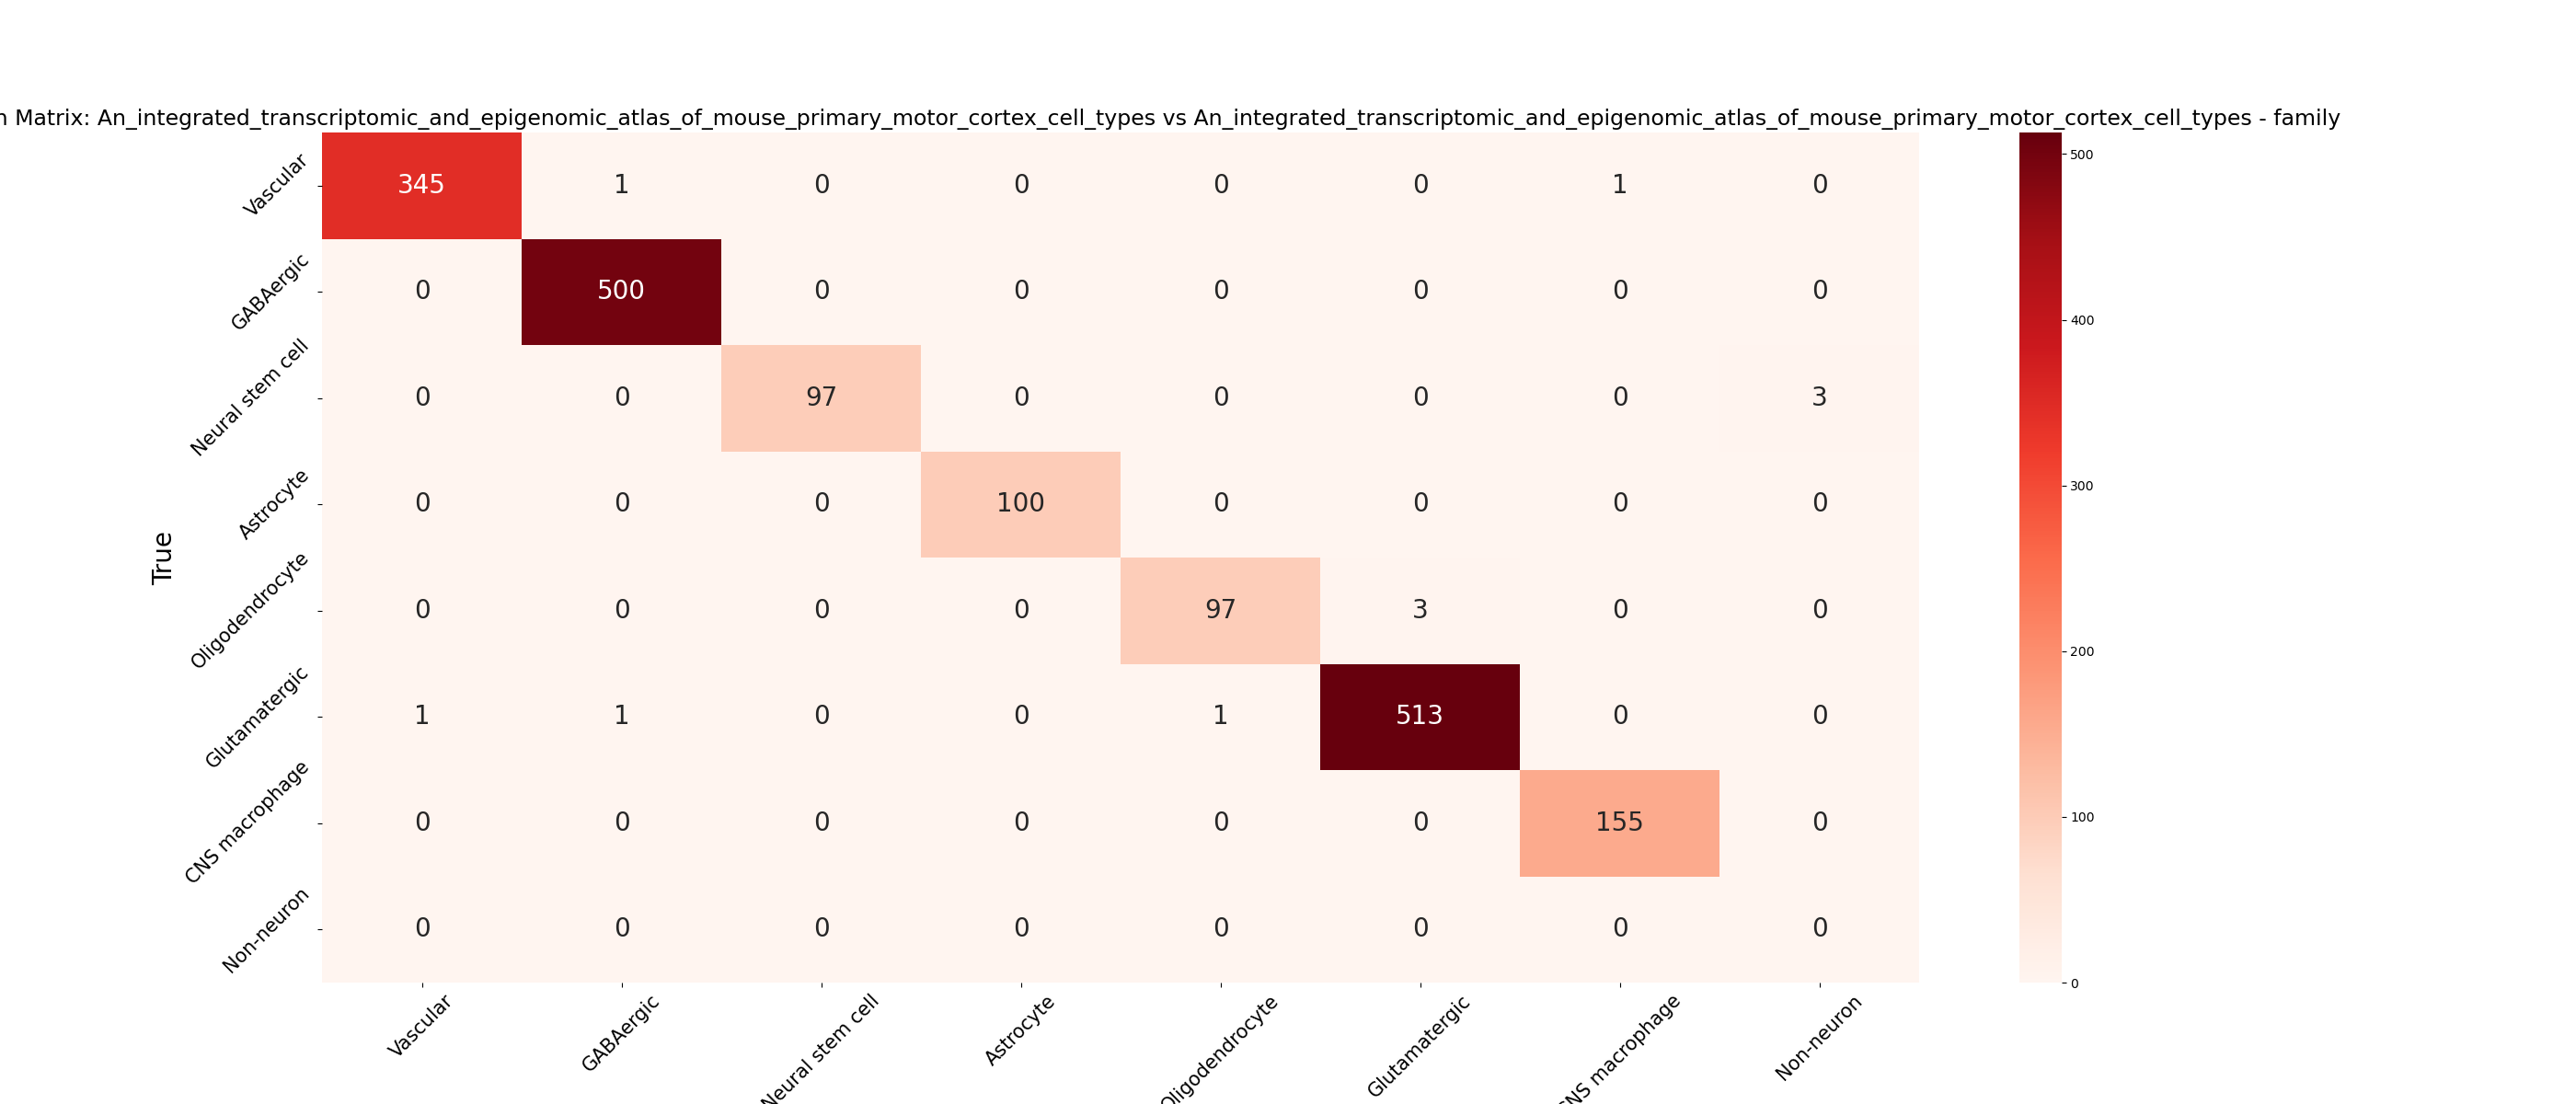 n Matrix: An_integrated_transcriptomic_and_epigenomic_atlas_of_mouse_primary_motor_cortex_cell_types vs An_integrated_transcriptomic_and_epigenomic_atlas_of_mouse_primary_motor_cortex_cell_types - family
True
Vascular 345 1 0 0 0 0 1 0
GABAergic 0 500 0 0 0 0 0 0
Neural stem cell 0 0 97 0 0 0 0 3
Astrocyte 0 0 0 100 0 0 0 0
Oligodendrocyte 0 0 0 0 97 3 0 0
Glutamatergic 1 1 0 0 1 513 0 0
CNS macrophage 0 0 0 0 0 0 155 0
Non-neuron 0 0 0 0 0 0 0 0
Vascular
GABAergic
Neural stem cell
Astrocyte
Oligodendrocyte
Glutamatergic
CNS macrophage
Non-neuron
500
400
300
200
100
0